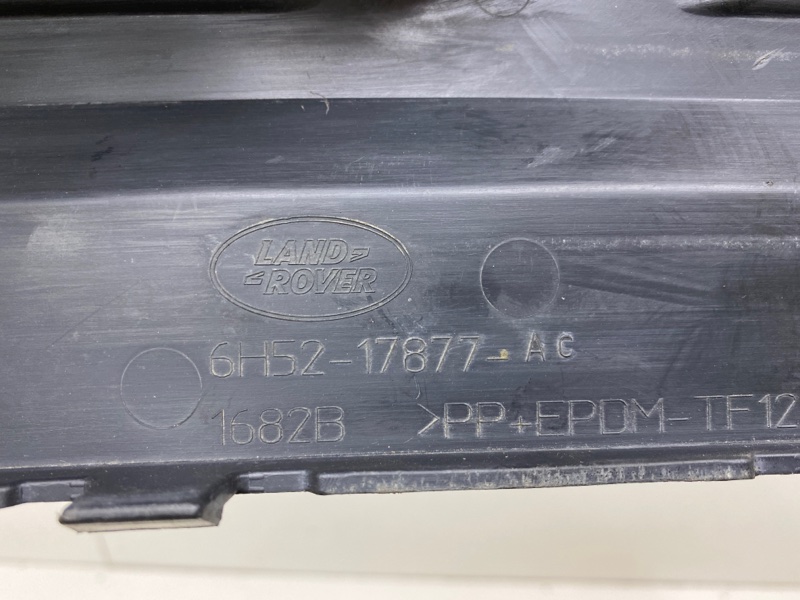 LAND
ROVER
6H52-17877-AC
1682B >PP+EPDM-TF12